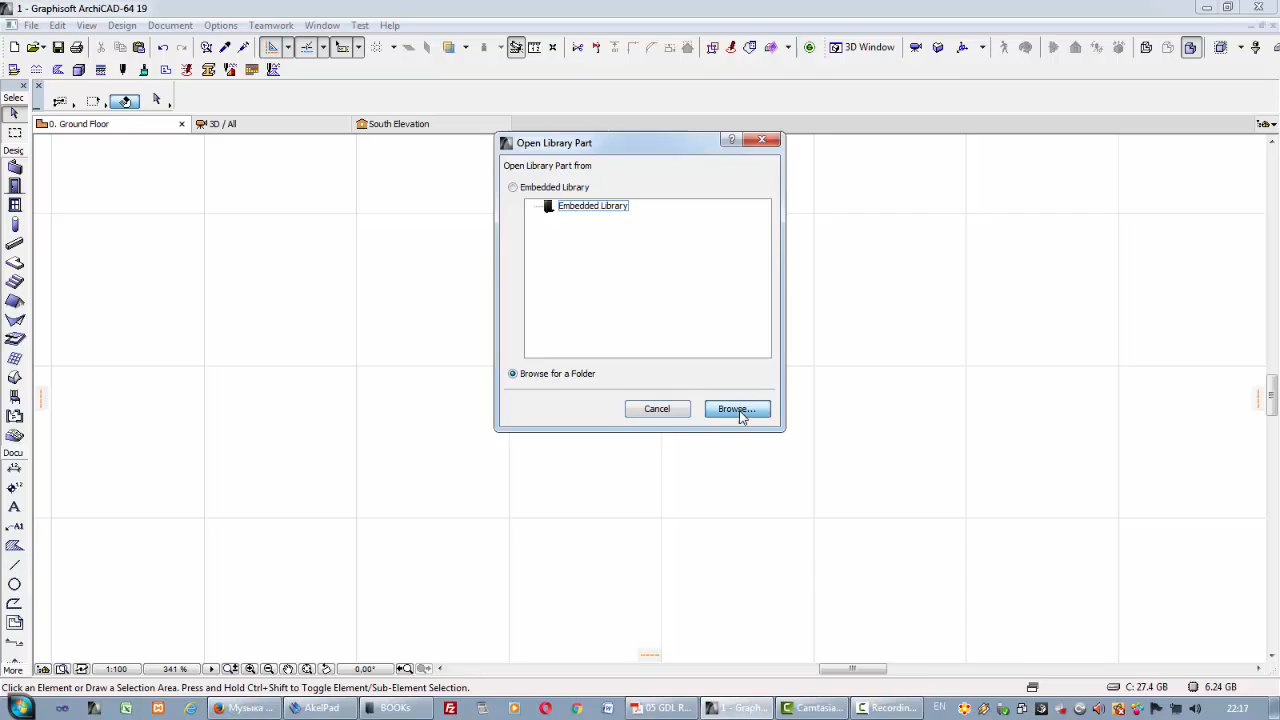 1 - Graphisoft ArchiCAD-64 19
File Edit View Design Document Options Teamwork Window Test Help
3D Window
Selec
0. Ground Floor
3D / All
South Elevation
Desig
Docu
More
Open Library Part
Open Library Part from
Embedded Library
Embedded Library
Browse for a Folder
Cancel
Browse...
1:100
341 %
0,00°
Click an Element or Draw a Selection Area. Press and Hold Ctrl+Shift to Toggle Element/Sub-Element Selection.
C: 27.4 GB
6.24 GB
Музыка ...
AkelPad
BOOKs
05 GDL R...
1 - Graph...
Camtasia...
Recordin...
EN
22:17